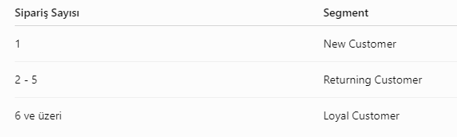 Sipariş Sayısı Segment
1 New Customer
2 - 5 Returning Customer
6 ve üzeri Loyal Customer